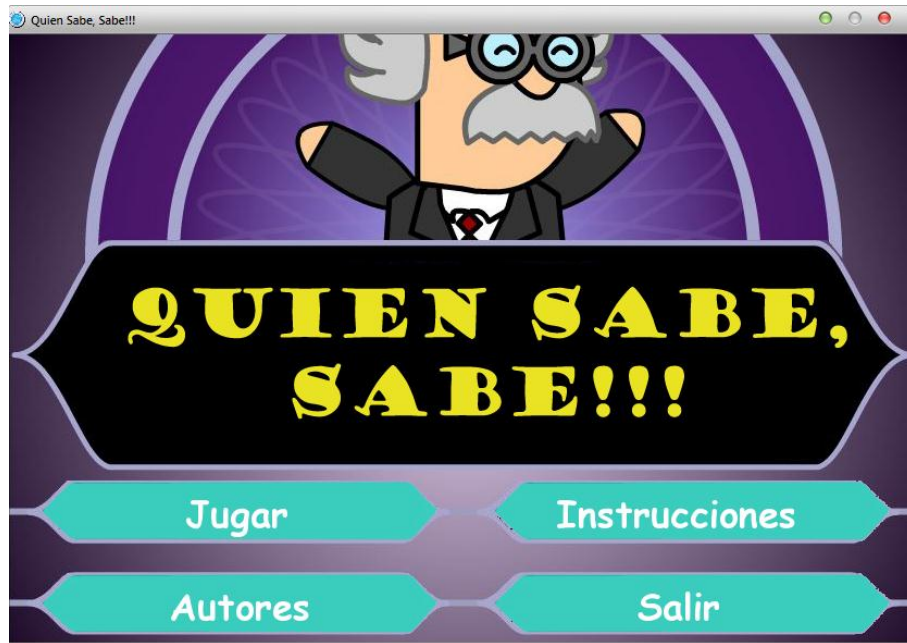 Quien Sabe, Sabe!!!
QUIEN SABE,
SABE!!!
Jugar
Instrucciones
Autores
Salir